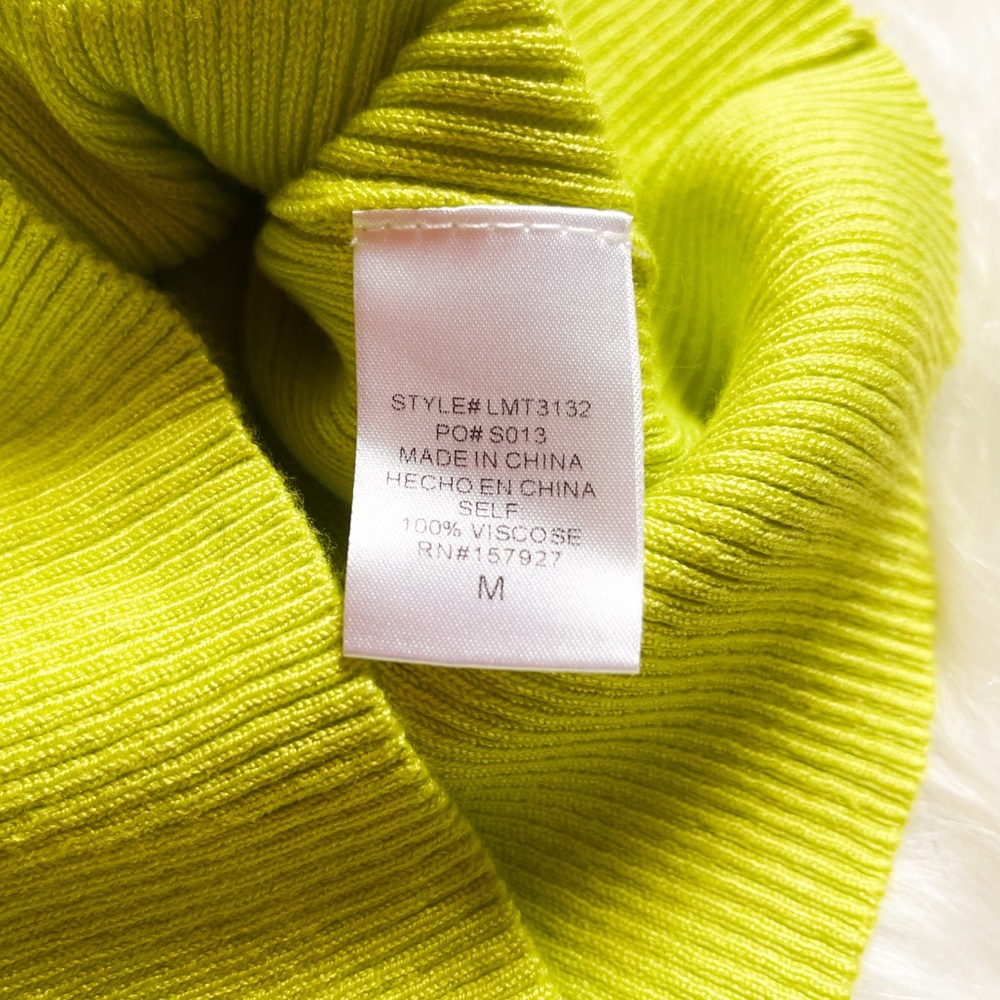 STYLE# LMT3132
PO# S013
MADE IN CHINA
HECHO EN CHINA
SELF
100% VISCOSE
RN#157927
M